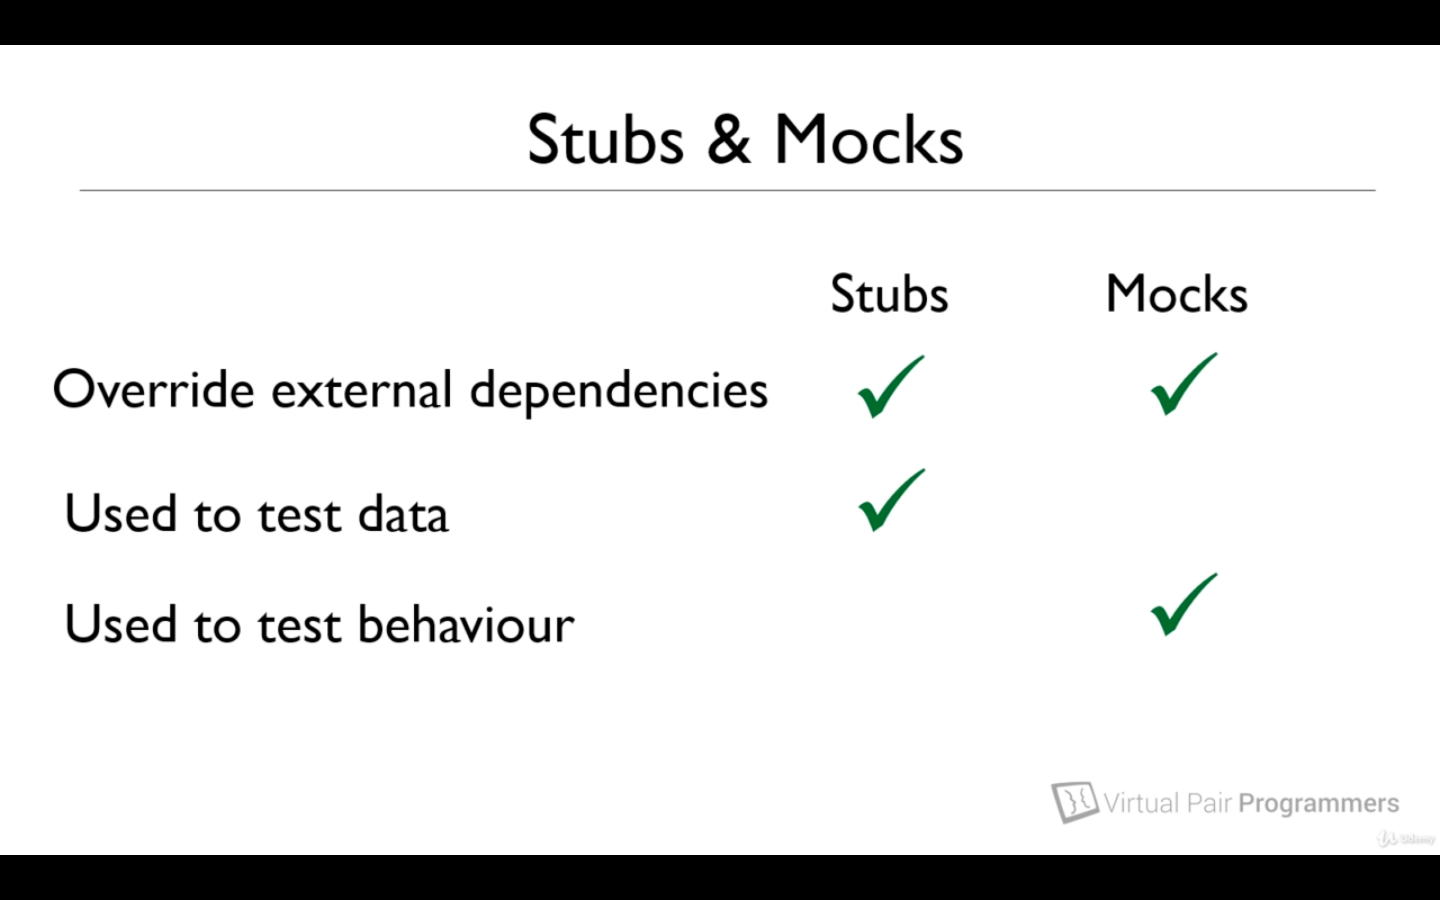 Stubs & Mocks
Stubs Mocks
Override external dependencies
Used to test data
Used to test behaviour
Virtual Pair Programmers
Udemy